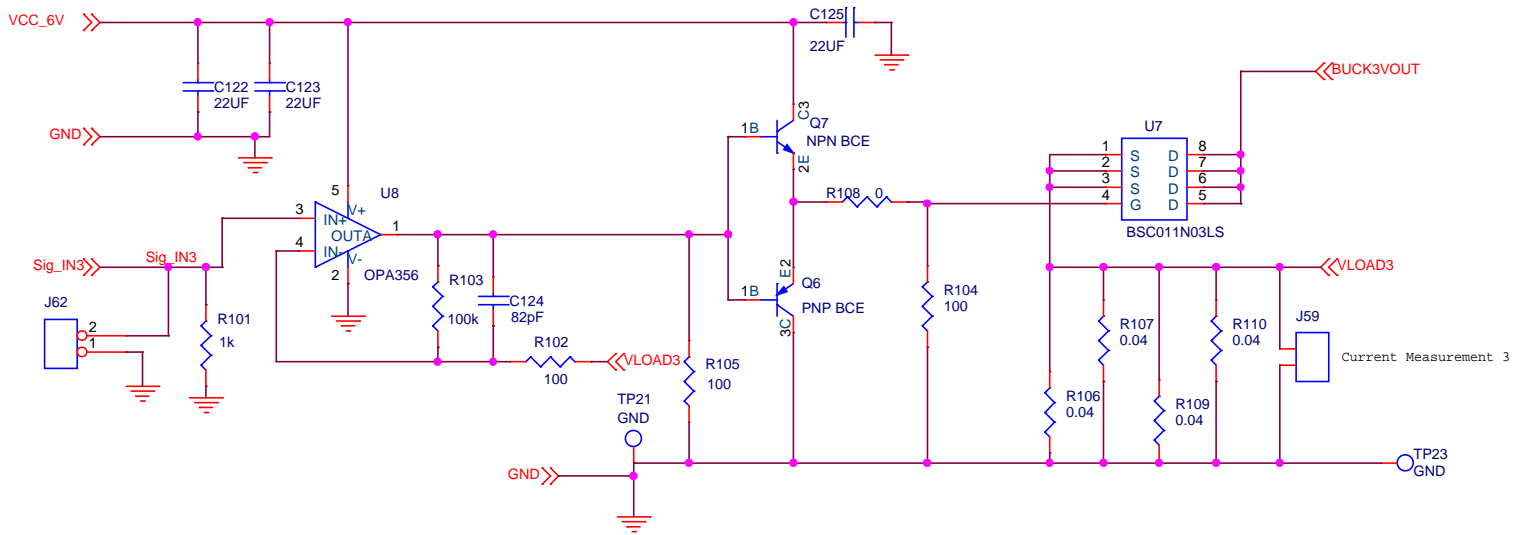 VCC_6V
C125
22UF
C122
22UF
C123
22UF
GND
BUCK3VOUT
C3
Q7
NPN BCE
1B
2E
U7
1 S D 8
2 S D 7
3 S D 6
4 G D 5
BSC011N03LS
R108 0
5
U8
3
V+
IN+
OUTA
1
4
IN-
V-
2
OPA356
Sig_IN3
Sig_IN3
J62
2
1
R101
1k
R103
100k
C124
82pF
R102
100
VLOAD3
R105
100
E2
Q6
PNP BCE
1B
3C
R104
100
VLOAD3
R107
0.04
R110
0.04
J59
Current Measurement 3
R106
0.04
R109
0.04
TP21
GND
GND
TP23
GND